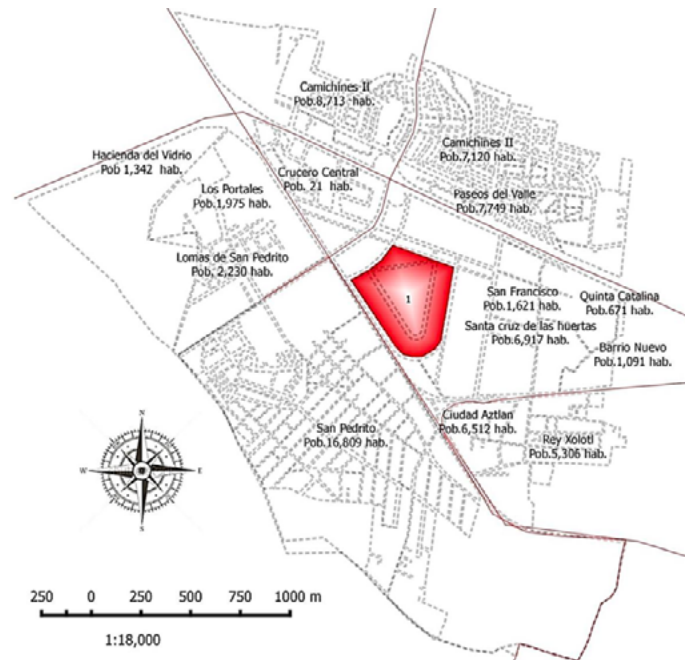 Camichines II
Pob.8,713 hab.
Camichines II
Pob.7,120 hab.
Hacienda del Vidrio
Pob 1,342 hab.
Crucero Central
Pob. 21 hab.
Los Portales
Pob.1,975 hab.
Paseos del Valle
Pob.7,749 hab.
Lomas de San Pedrito
Pob, 2,230 hab.
1
San Francisco
Pob.1,621 hab.
Quinta Catalina
Pob.671 hab.
Santa cruz de las huertas
Pob.6,917 hab.
Barrio Nuevo
Pob.1,091 hab.
San Pedrito
Pob.16,809 hab.
Ciudad Aztlan
Pob.6,512 hab.
Rey Xolotl
Pob.5,306 hab.
N
W E
S
250 0 250 500 750 1000 m
1:18,000